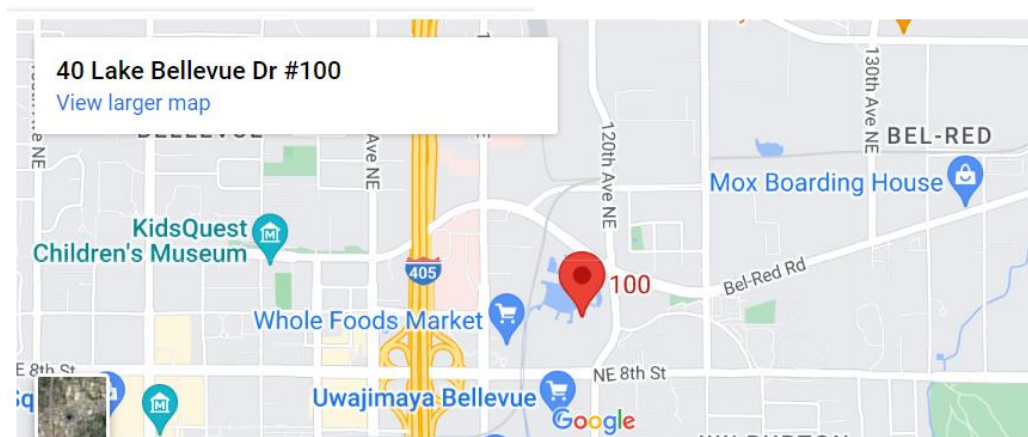 40 Lake Bellevue Dr #100
View larger map
NE
Ave NE
120th Ave NE
130th Ave NE
BEL-RED
Mox Boarding House
KidsQuest
Children's Museum
405
100
Bel-Red Rd
Whole Foods Market
E 8th St
NE 8th St
Uwajimaya Bellevue
Google